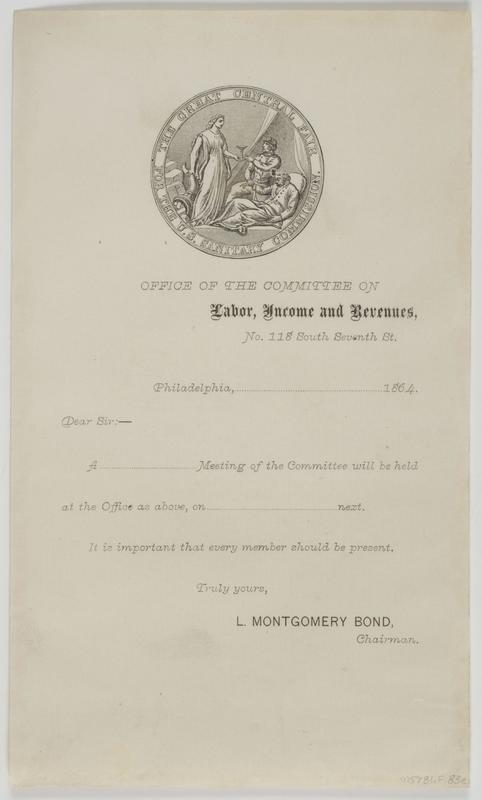 THE GREAT CENTRAL FAIR
FOR THE U.S. SANITARY COMMISSION.
OFFICE OF THE COMMITTEE ON
Labor, Income and Revenues,
No. 118 South Seventh St.
Philadelphia, 1864.
Dear Sir:—
A Meeting of the Committee will be held
at the Office as above, on next.
It is important that every member should be present.
Truly yours,
L. MONTGOMERY BOND,
Chairman.